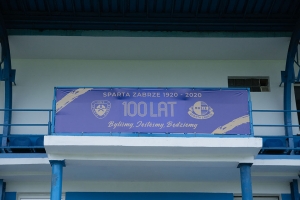 SPARTA ZABRZE 1920 - 2020
100 LAT
Byliśmy, Jesteśmy, Będziemy